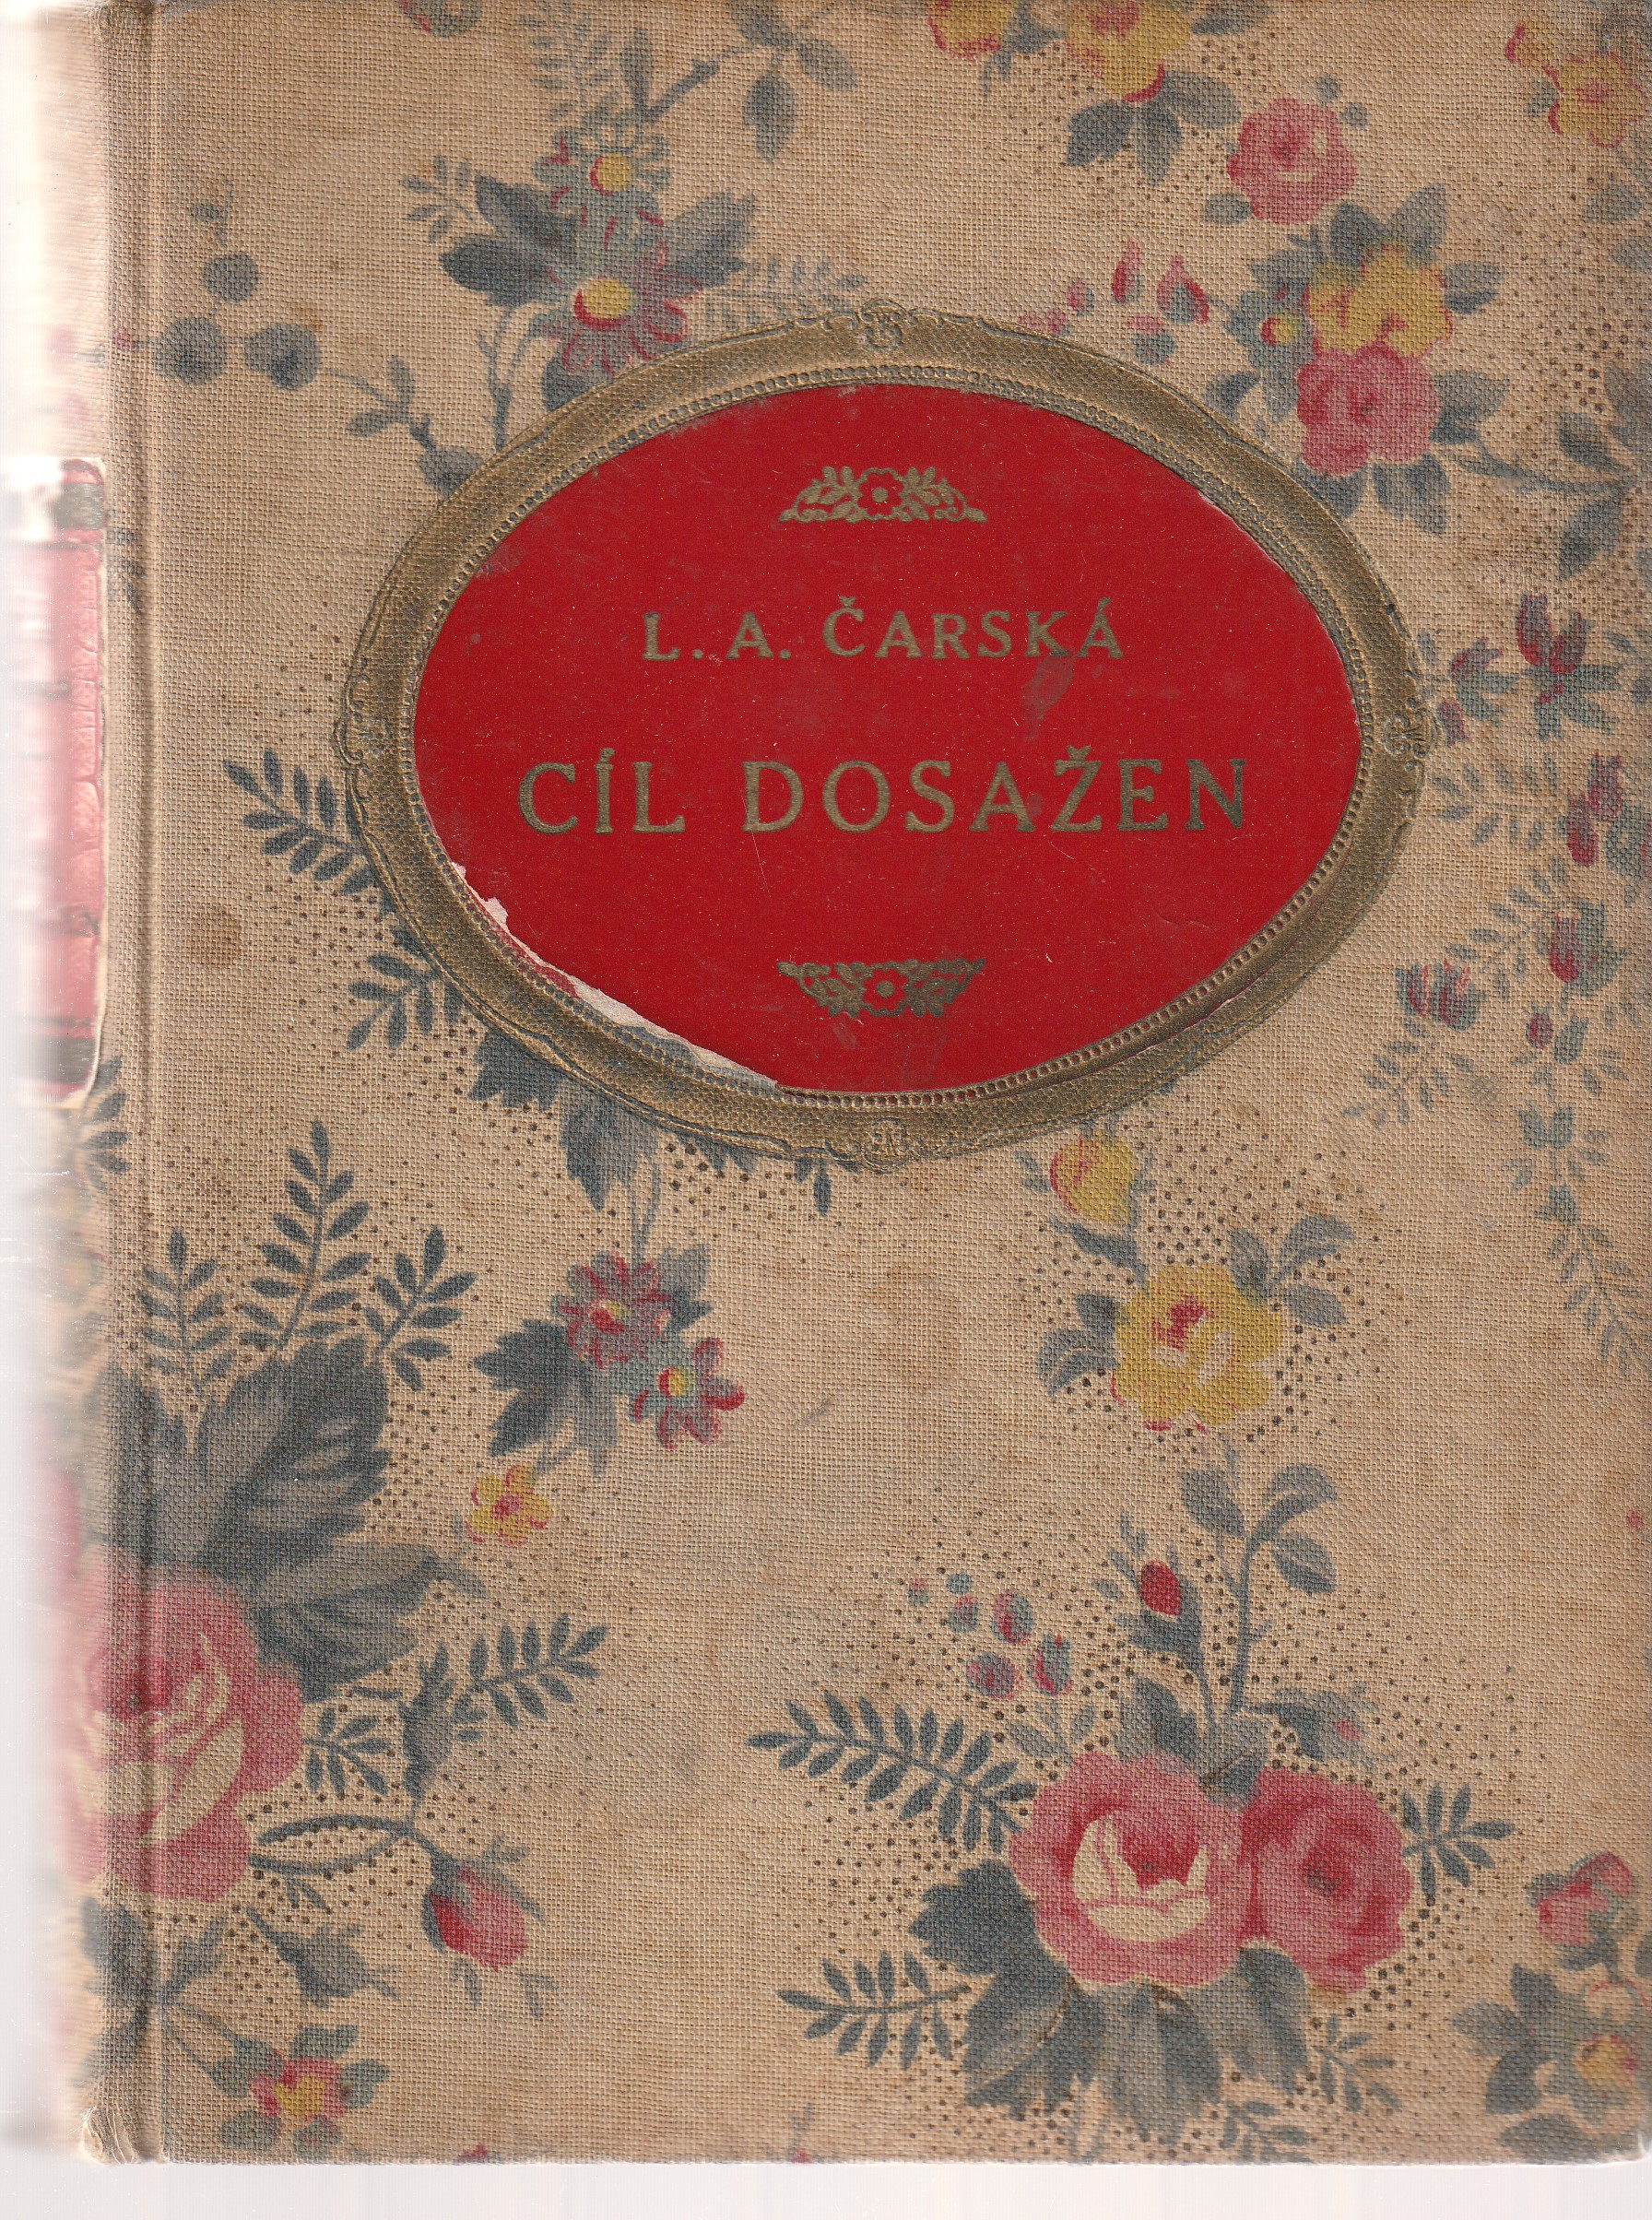 L. A. ČARSKÁ
CÍL DOSAŽEN